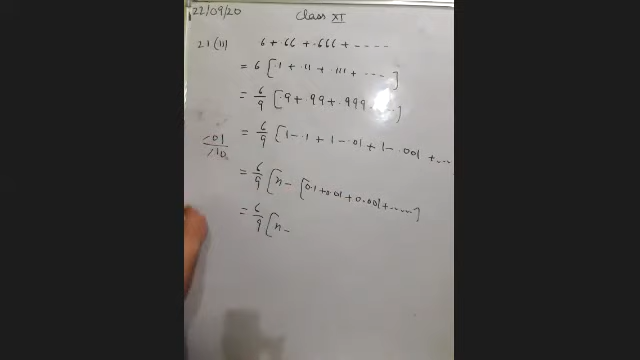 22/09/20
Class XI
21 (iii) 6 + .66 + .666 + ----
= 6 [.1 + .11 + .111 + ---- ]
= 6/9 [.9 + .99 + .999 ---- ]
= 6/9 [1 - .1 + 1 - .01 + 1 - .001 + ....
.01/.10
= 6/9 [n - [0.1 + 0.01 + 0.001 + ..... ]
= 6/9 [n -